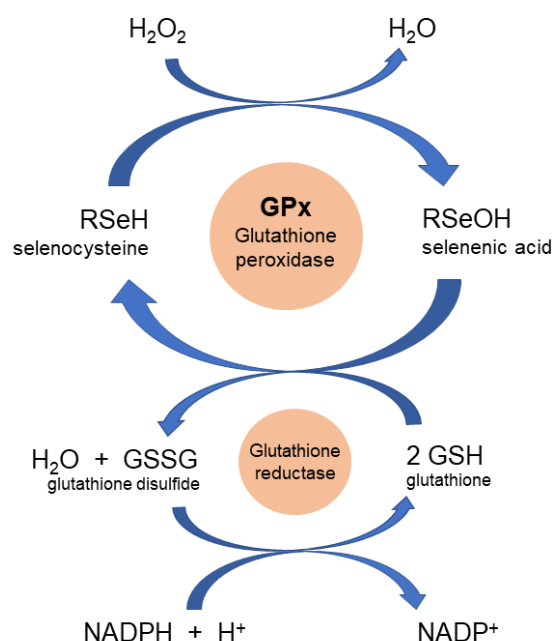 H₂O₂ H₂O
GPx
Glutathione
peroxidase
RSeH
selenocysteine
RSeOH
selenenic acid
H₂O + GSSG
glutathione disulfide
Glutathione
reductase
2 GSH
glutathione
NADPH + H⁺ NADP⁺